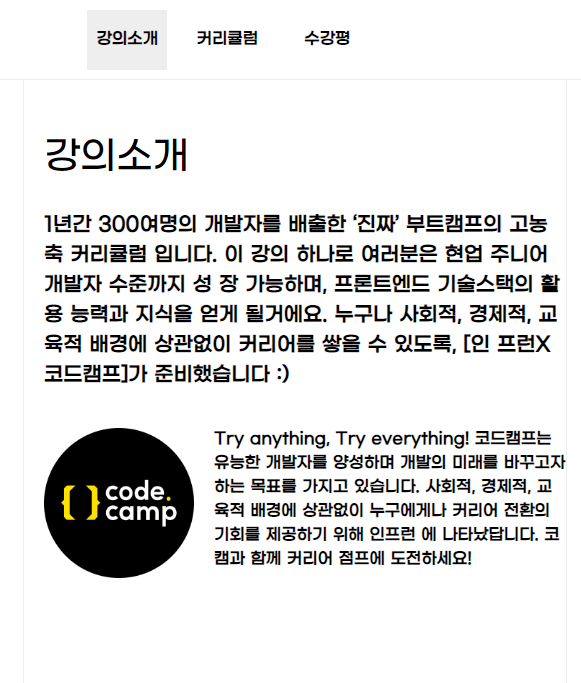 강의소개 커리큘럼 수강평
강의소개
1년간 300여명의 개발자를 배출한 ‘진짜’ 부트캠프의 고농
축 커리큘럼 입니다. 이 강의 하나로 여러분은 현업 주니어
개발자 수준까지 성 장 가능하며, 프론트엔드 기술스택의 활
용 능력과 지식을 얻게 될거에요. 누구나 사회적, 경제적, 교
육적 배경에 상관없이 커리어를 쌓을 수 있도록, [인 프런X
코드캠프]가 준비했습니다 :)
{ } code.
camp
Try anything, Try everything! 코드캠프는
유능한 개발자를 양성하며 개발의 미래를 바꾸고자
하는 목표를 가지고 있습니다. 사회적, 경제적, 교
육적 배경에 상관없이 누구에게나 커리어 전환의
기회를 제공하기 위해 인프런 에 나타났답니다. 코
캠과 함께 커리어 점프에 도전하세요!